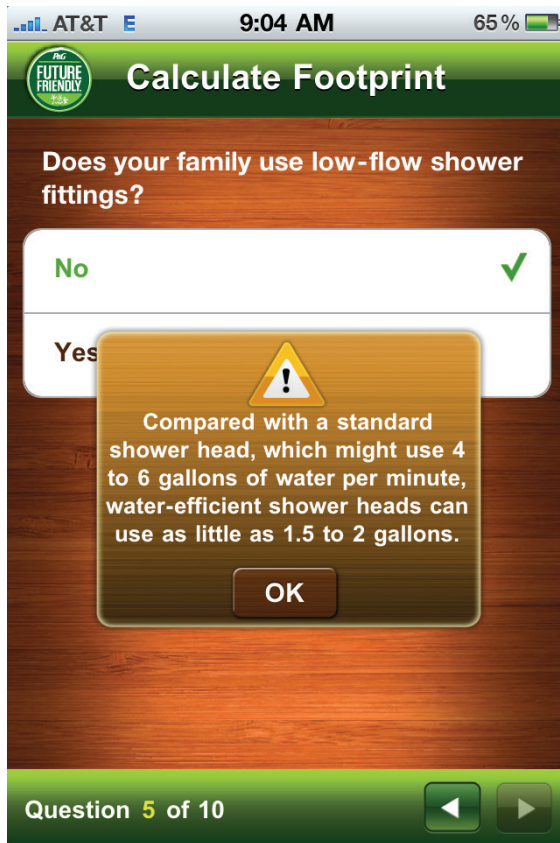 AT&T E 9:04 AM 65%
P&G
FUTURE
FRIENDLY
Calculate Footprint
Does your family use low-flow shower
fittings?
No
Yes
!
Compared with a standard
shower head, which might use 4
to 6 gallons of water per minute,
water-efficient shower heads can
use as little as 1.5 to 2 gallons.
OK
Question 5 of 10